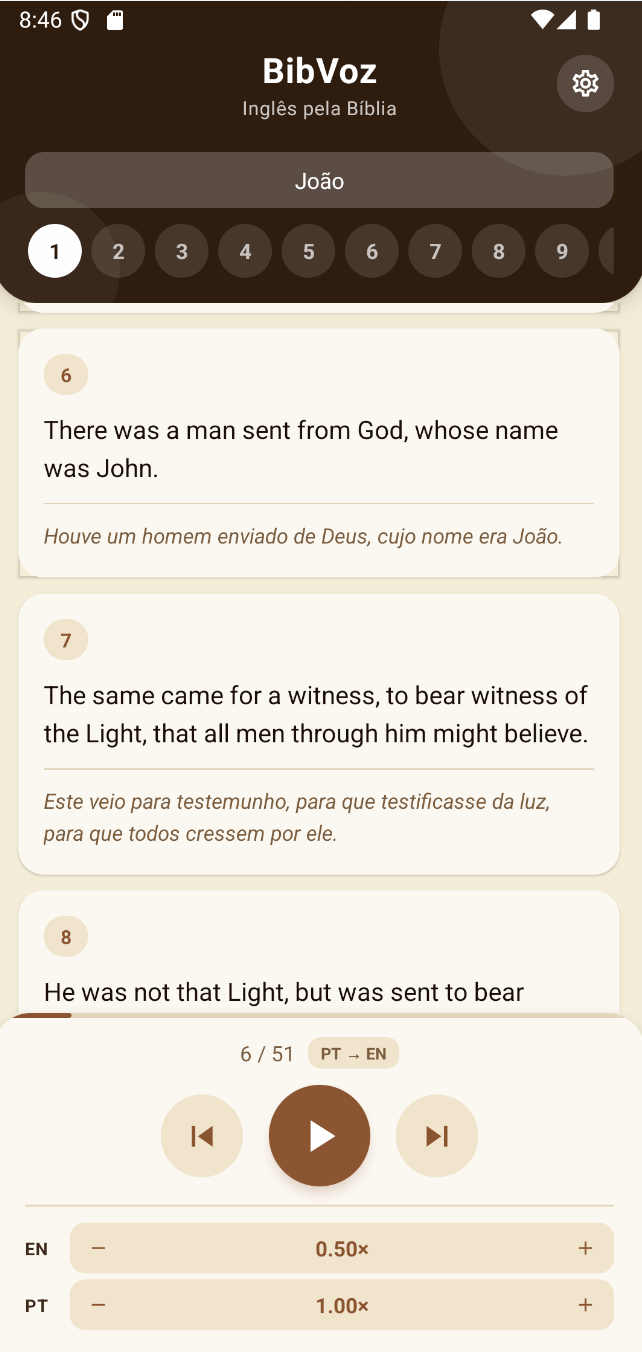 8:46
BibVoz
Inglês pela Bíblia
João
1 2 3 4 5 6 7 8 9
6
There was a man sent from God, whose name
was John.
Houve um homem enviado de Deus, cujo nome era João.
7
The same came for a witness, to bear witness of
the Light, that all men through him might believe.
Este veio para testemunho, para que testificasse da luz,
para que todos cressem por ele.
8
He was not that Light, but was sent to bear
6 / 51 PT → EN
EN − 0.50× +
PT − 1.00× +